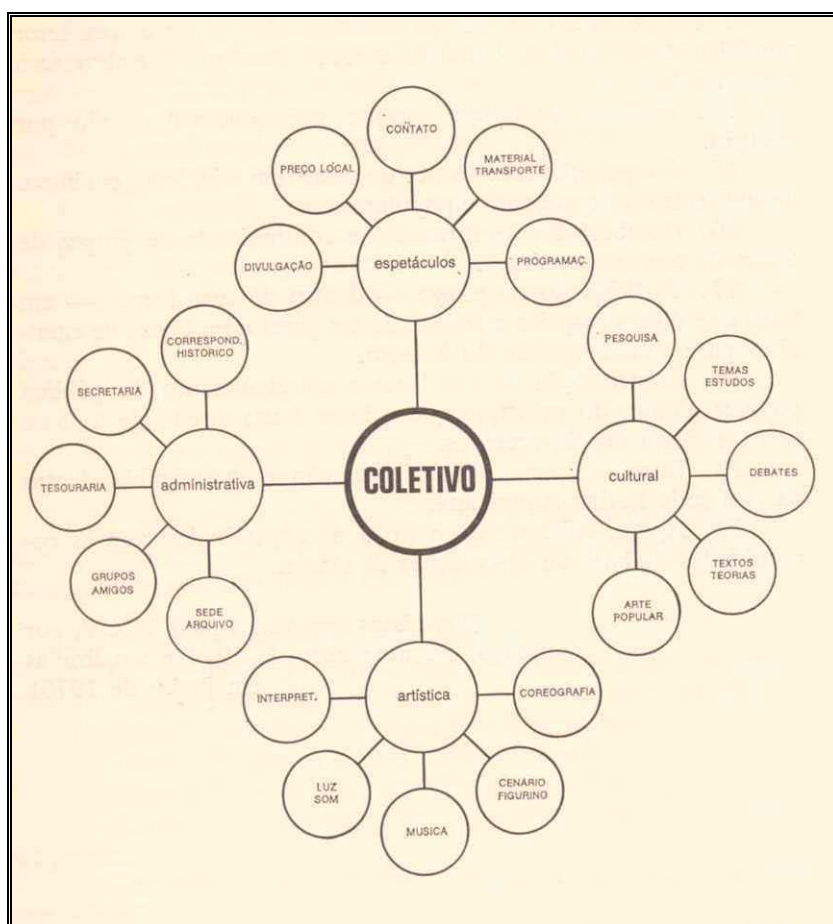 CONTATO
PREÇO LOCAL
MATERIAL
TRANSPORTE
DIVULGAÇÃO
espetáculos
PROGRAMAÇ.
CORRESPOND.
HISTÓRICO
SECRETARIA
TESOURARIA
administrativa
GRUPOS
AMIGOS
SEDE
ARQUIVO
COLETIVO
PESQUISA
TEMAS
ESTUDOS
cultural
DEBATES
TEXTOS
TEORIAS
ARTE
POPULAR
INTERPRET.
artística
COREOGRAFIA
LUZ
SOM
MUSICA
CENÁRIO
FIGURINO